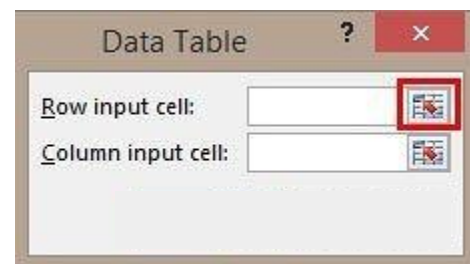 Data Table ? ×
Row input cell:
Column input cell: